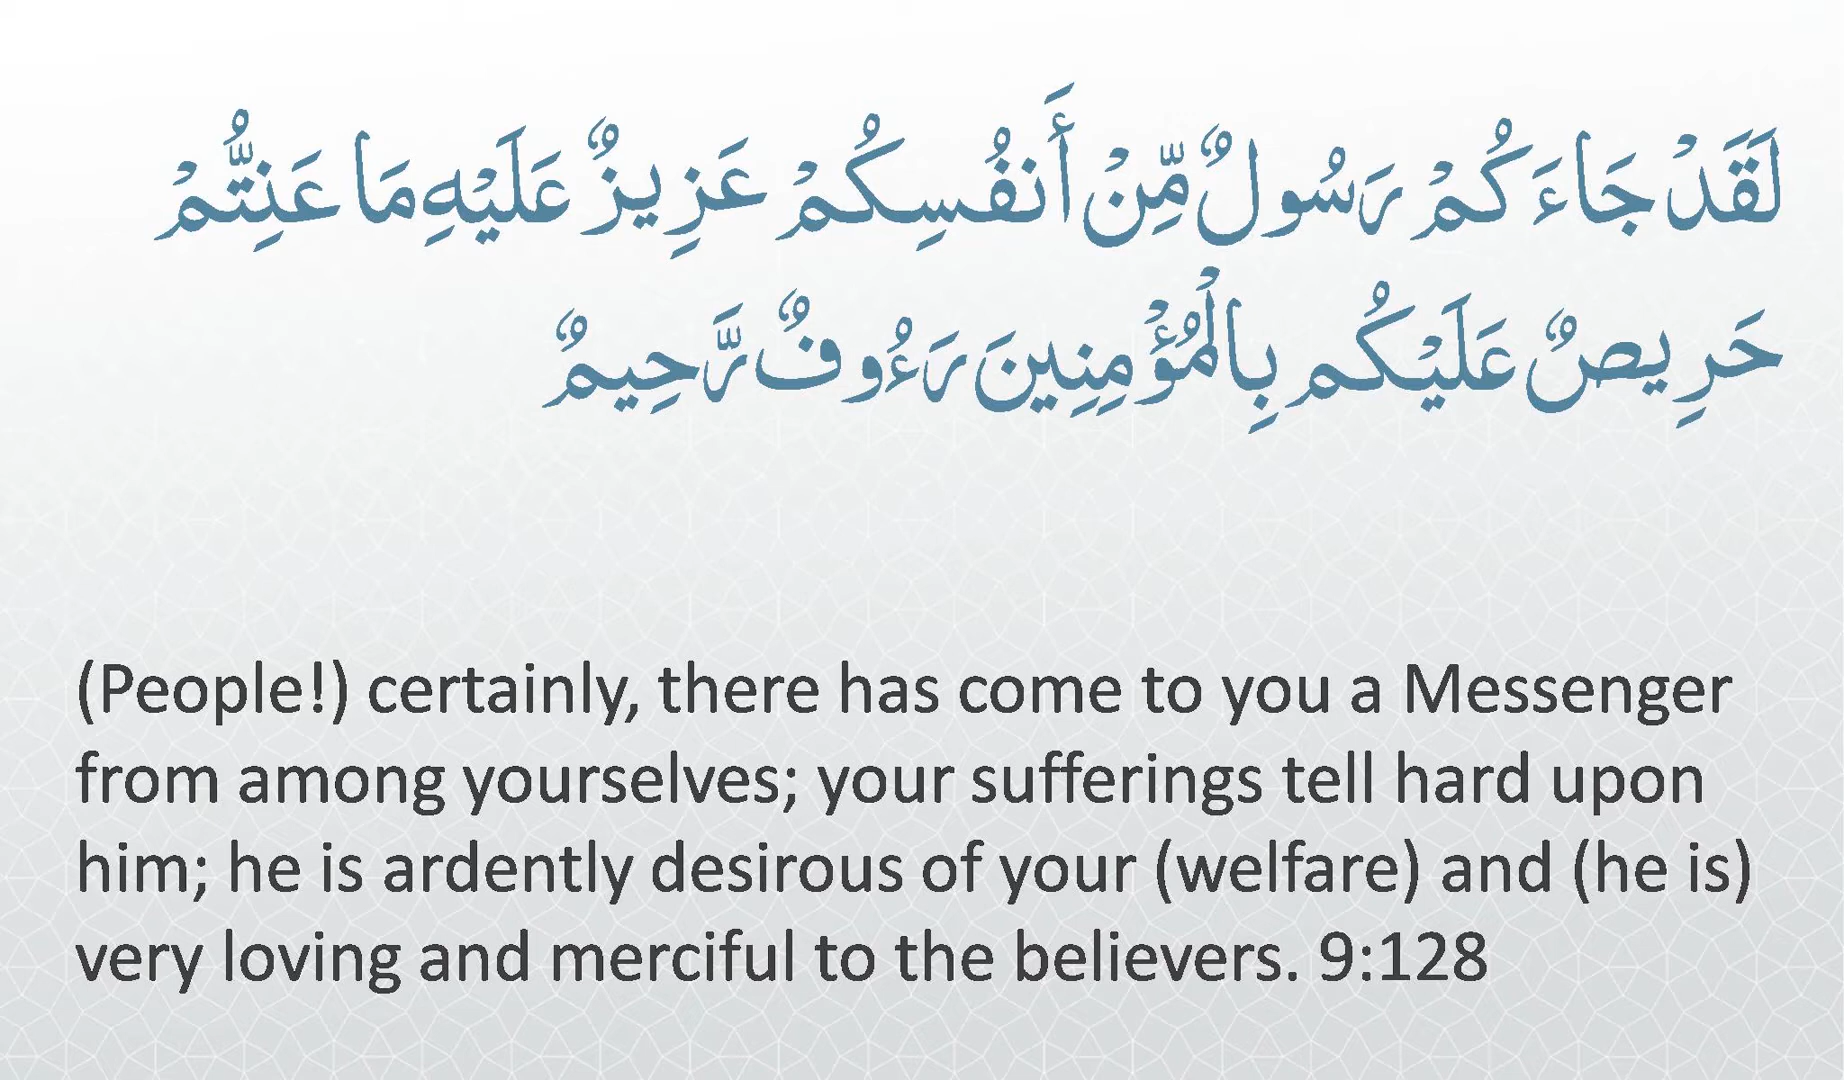 لَقَدْ جَاءَكُمْ رَسُولٌ مِّنْ أَنفُسِكُمْ عَزِيزٌ عَلَيْهِ مَا عَنِتُّمْ
حَرِيصٌ عَلَيْكُم بِالْمُؤْمِنِينَ رَءُوفٌ رَّحِيمٌ
(People!) certainly, there has come to you a Messenger
from among yourselves; your sufferings tell hard upon
him; he is ardently desirous of your (welfare) and (he is)
very loving and merciful to the believers. 9:128